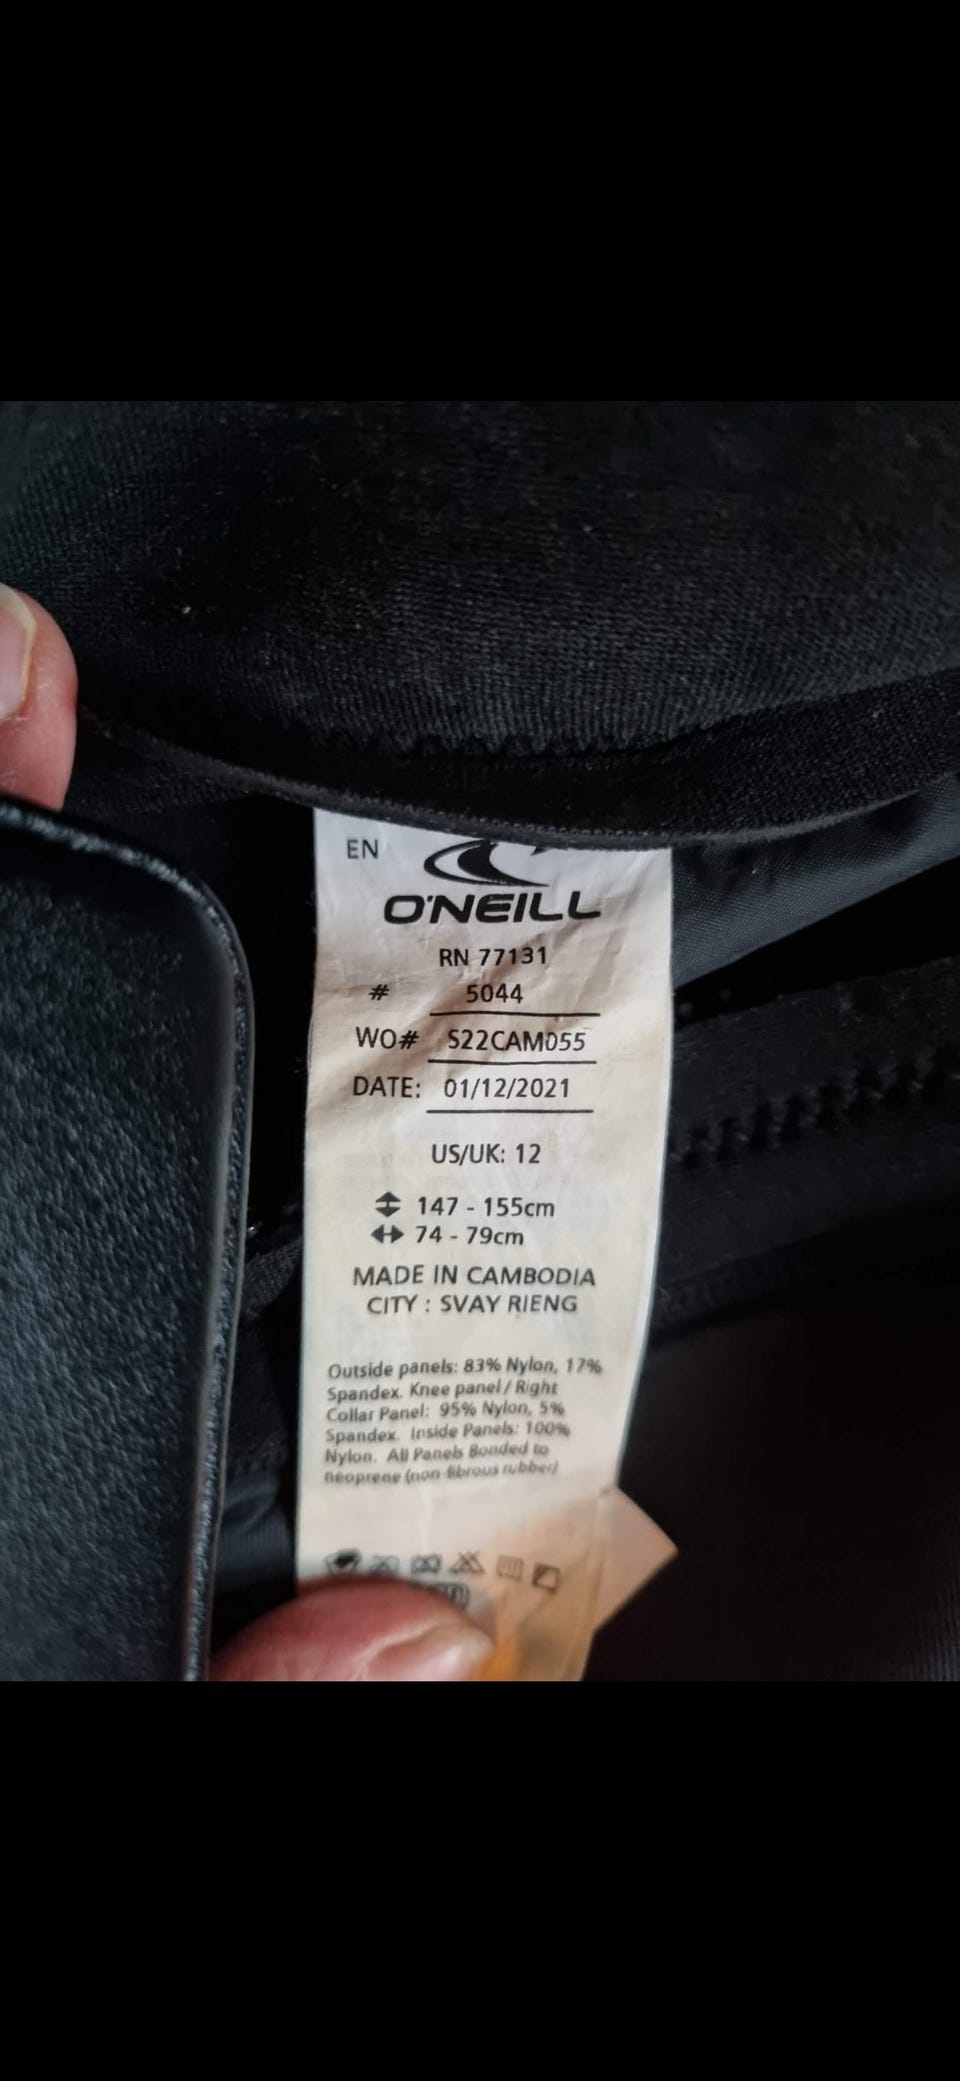 EN
O'NEILL
RN 77131
# 5044
WO# S22CAM055
DATE: 01/12/2021
US/UK: 12
147 - 155cm
74 - 79cm
MADE IN CAMBODIA
CITY : SVAY RIENG
Outside panels: 83% Nylon, 17%
Spandex. Knee panel / Right
Collar Panel: 95% Nylon, 5%
Spandex. Inside Panels: 100%
Nylon. All Panels Bonded to
neoprene (non-fibrous rubber)